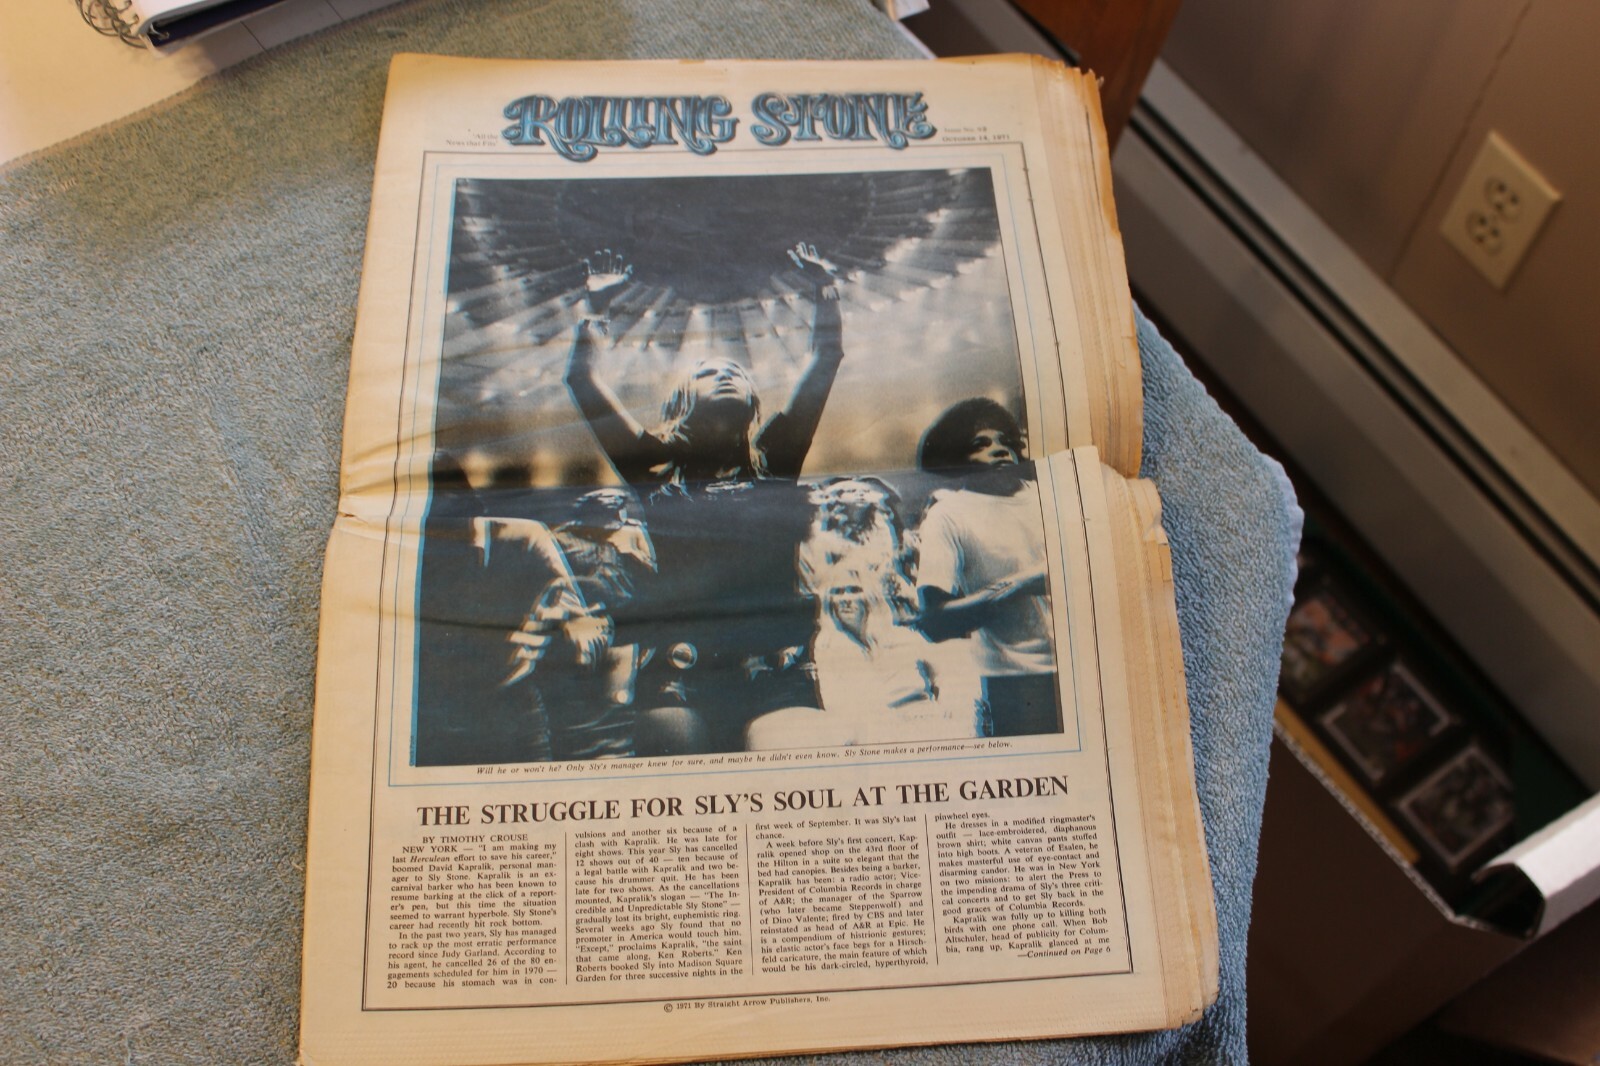 ROLLING STONE
"All the
News that Fits"
Issue No. 93
October 14, 1971
Will he or won't he? Only Sly's manager knew for sure, and maybe he didn't even know. Sly Stone makes a performance—see below.
THE STRUGGLE FOR SLY'S SOUL AT THE GARDEN
BY TIMOTHY CROUSE
NEW YORK — "I am making my
last Herculean effort to save his career,"
boomed David Kapralik, personal man-
ager to Sly Stone. Kapralik is an ex-
carnival barker who has been known to
resume barking at the click of a report-
er's pen, but this time the situation
seemed to warrant hyperbole. Sly Stone's
career had recently hit rock bottom.
In the past two years, Sly has managed
to rack up the most erratic performance
record since Judy Garland. According to
his agent, he cancelled 26 of the 80 en-
gagements scheduled for him in 1970 —
20 because his stomach was in con-
vulsions and another six because of a
clash with Kapralik. He was late for
eight shows. This year Sly has cancelled
12 shows out of 40 — ten because of
a legal battle with Kapralik and two be-
cause his drummer quit. He has been
late for two shows. As the cancellations
mounted, Kapralik's slogan — "The In-
credible and Unpredictable Sly Stone" —
gradually lost its bright, euphemistic ring.
Several weeks ago Sly found that no
promoter in America would touch him.
"Except," proclaims Kapralik, "the saint
that came along, Ken Roberts." Ken
Roberts booked Sly into Madison Square
Garden for three successive nights in the
first week of September. It was Sly's last
chance.
A week before Sly's first concert, Kap-
ralik opened shop on the 43rd floor of
the Hilton in a suite so elegant that the
bed had canopies. Besides being a barker,
Kapralik has been: a radio actor; Vice-
President of Columbia Records in charge
of A&R; the manager of the Sparrow
(who later became Steppenwolf) and
of Dino Valente; fired by CBS and later
reinstated as head of A&R at Epic. He
is a compendium of histrionic gestures;
his elastic actor's face begs for a Hirsch-
feld caricature, the main feature of which
would be his dark-circled, hyperthyroid,
pinwheel eyes.
He dresses in a modified ringmaster's
outfit — lace-embroidered, diaphanous
brown shirt; white canvas pants stuffed
into high boots. A veteran of Esalen, he
makes masterful use of eye-contact and
disarming candor. He was in New York
on two missions: to alert the Press to
the impending drama of Sly's three criti-
cal concerts and to get Sly back in the
good graces of Columbia Records.
Kapralik was fully up to killing both
birds with one phone call. When Bob
Altschuler, head of publicity for Colum-
bia, rang up, Kapralik glanced at me
—Continued on Page 6
© 1971 By Straight Arrow Publishers, Inc.